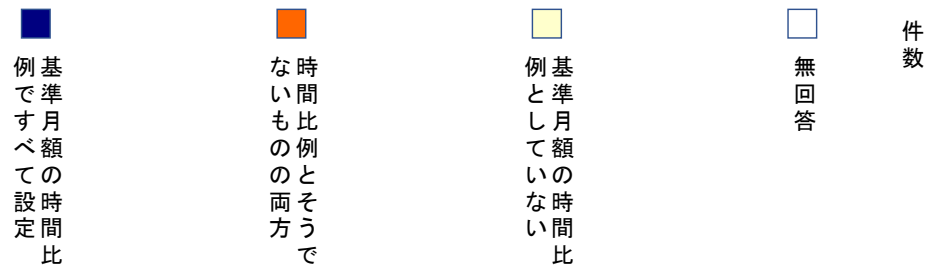 基準月額の時間比
例ですべて設定
時間比例とそうで
ないものの両方
基準月額の時間比
例としていない
無回答
件数